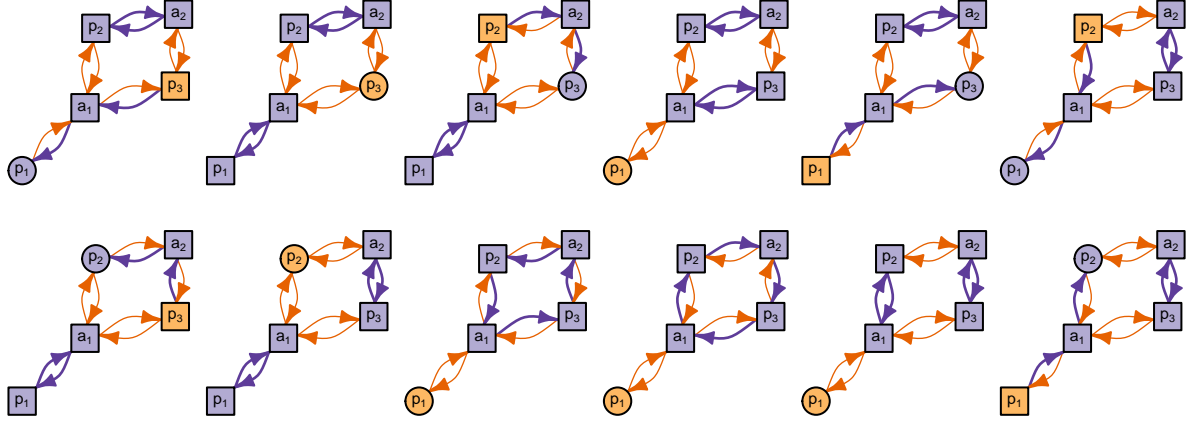 p₂ a₂ p₂ a₂ p₂ a₂ p₂ a₂ p₂ a₂ p₂ a₂
p₃ p₃ p₃ p₃ p₃ p₃
a₁ a₁ a₁ a₁ a₁ a₁
p₁ p₁ p₁ p₁ p₁ p₁
p₂ a₂ p₂ a₂ p₂ a₂ p₂ a₂ p₂ a₂ p₂ a₂
p₃ p₃ p₃ p₃ p₃ p₃
a₁ a₁ a₁ a₁ a₁ a₁
p₁ p₁ p₁ p₁ p₁ p₁